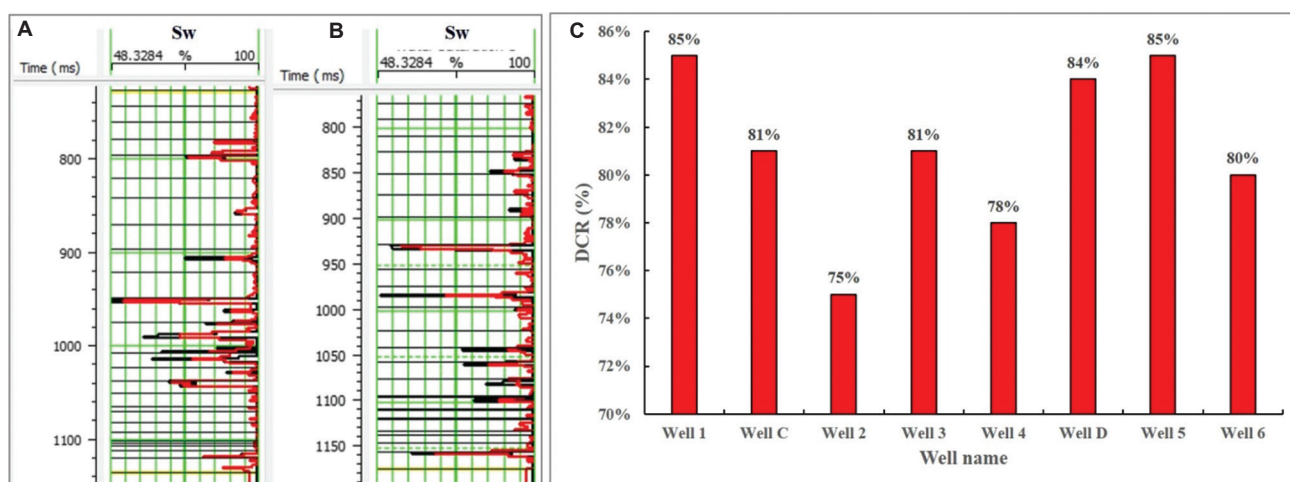 A
Sw
48.3284 % 100
Time ( ms)
800
900
1000
1100
B
Sw
48.3284 % 100
Time ( ms)
800
850
900
950
1000
1050
1100
1150
C
86%
84%
82%
80%
78%
76%
74%
72%
70%
DCR (%)
85%
81%
75%
81%
78%
84%
85%
80%
Well 1 Well C Well 2 Well 3 Well 4 Well D Well 5 Well 6
Well name